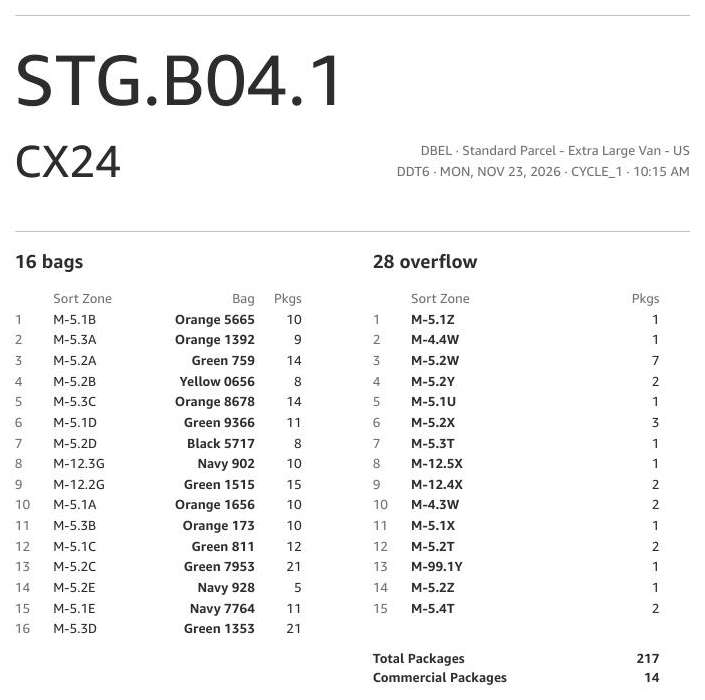 STG.B04.1
CX24
DBEL · Standard Parcel - Extra Large Van - US
DDT6 · MON, NOV 23, 2026 · CYCLE_1 · 10:15 AM
16 bags
Sort Zone Bag Pkgs
1 M-5.1B Orange 5665 10
2 M-5.3A Orange 1392 9
3 M-5.2A Green 759 14
4 M-5.2B Yellow 0656 8
5 M-5.3C Orange 8678 14
6 M-5.1D Green 9366 11
7 M-5.2D Black 5717 8
8 M-12.3G Navy 902 10
9 M-12.2G Green 1515 15
10 M-5.1A Orange 1656 10
11 M-5.3B Orange 173 10
12 M-5.1C Green 811 12
13 M-5.2C Green 7953 21
14 M-5.2E Navy 928 5
15 M-5.1E Navy 7764 11
16 M-5.3D Green 1353 21
28 overflow
Sort Zone Pkgs
1 M-5.1Z 1
2 M-4.4W 1
3 M-5.2W 7
4 M-5.2Y 2
5 M-5.1U 1
6 M-5.2X 3
7 M-5.3T 1
8 M-12.5X 1
9 M-12.4X 2
10 M-4.3W 2
11 M-5.1X 1
12 M-5.2T 2
13 M-99.1Y 1
14 M-5.2Z 1
15 M-5.4T 2
Total Packages 217
Commercial Packages 14